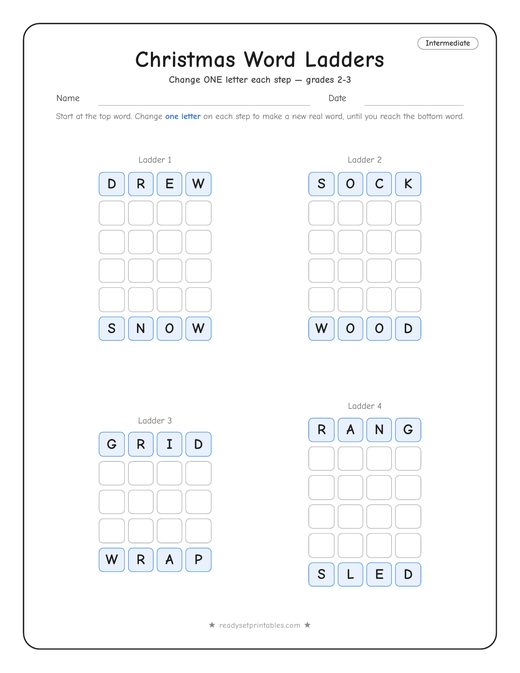 Intermediate
Christmas Word Ladders
Change ONE letter each step — grades 2-3
Name Date
Start at the top word. Change one letter on each step to make a new real word, until you reach the bottom word.
Ladder 1
D R E W
S N O W
Ladder 2
S O C K
W O O D
Ladder 3
G R I D
W R A P
Ladder 4
R A N G
S L E D
★ readysetprintables.com ★